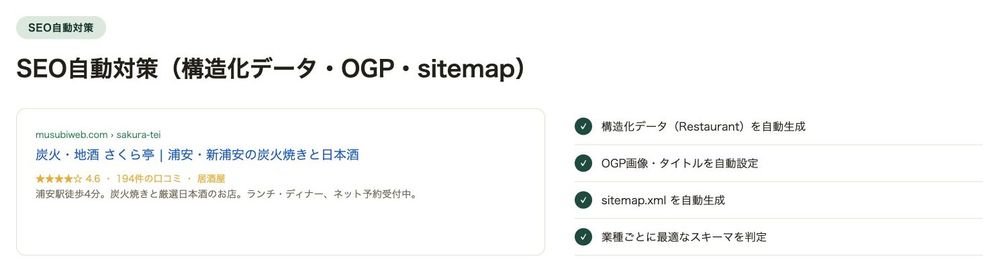 SEO自動対策
SEO自動対策（構造化データ・OGP・sitemap）
musubiweb.com › sakura-tei
炭火・地酒 さくら亭 | 浦安・新浦安の炭火焼きと日本酒
★★★★☆ 4.6 ・ 194件の口コミ ・ 居酒屋
浦安駅徒歩4分。炭火焼きと厳選日本酒のお店。ランチ・ディナー、ネット予約受付中。
✓ 構造化データ（Restaurant）を自動生成
✓ OGP画像・タイトルを自動設定
✓ sitemap.xml を自動生成
✓ 業種ごとに最適なスキーマを判定